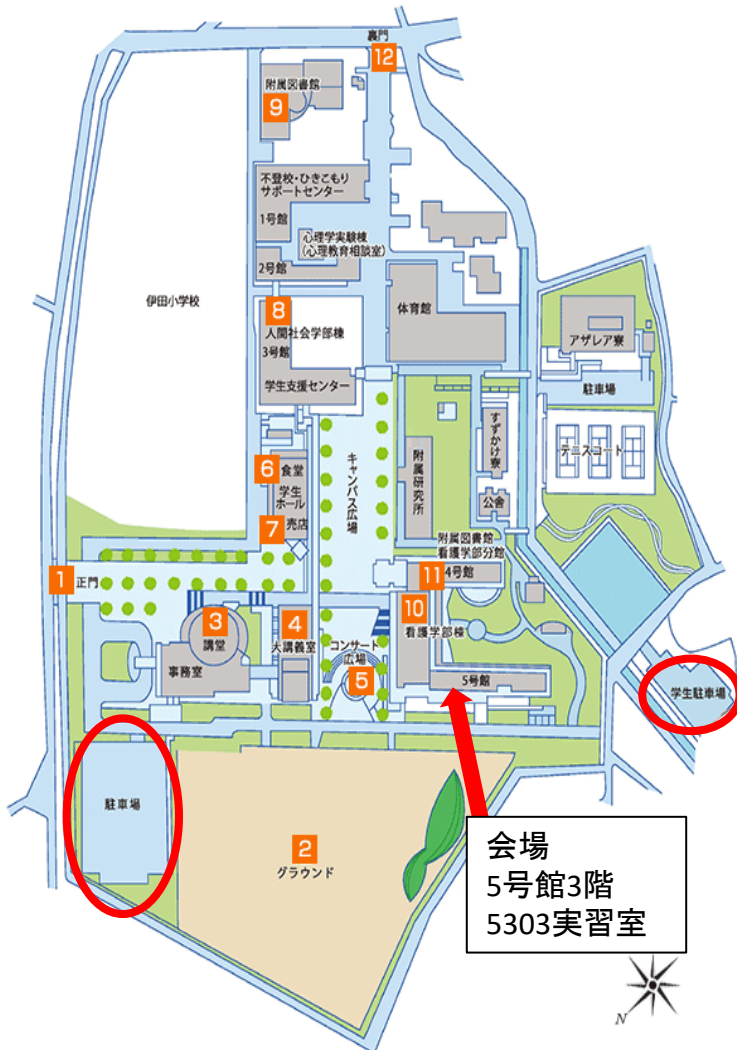 裏門
12
附属図書館
9
不登校・ひきこもり
サポートセンター
1号館
心理学実験棟
(心理教育相談室)
2号館
伊田小学校
8
人間社会学部棟
3号館
学生支援センター
体育館
アザレア寮
駐車場
テニスコート
すずかけ寮
公舎
キャンパス広場
附属研究所
6
食堂
学生
ホール
7
売店
附属図書館
看護学部分館
11
4号館
1
正門
10
看護学部棟
3
講堂
4
大講義室
コンサート
広場
5
事務室
5号館
学生駐車場
駐車場
2
グラウンド
会場
5号館3階
5303実習室
N